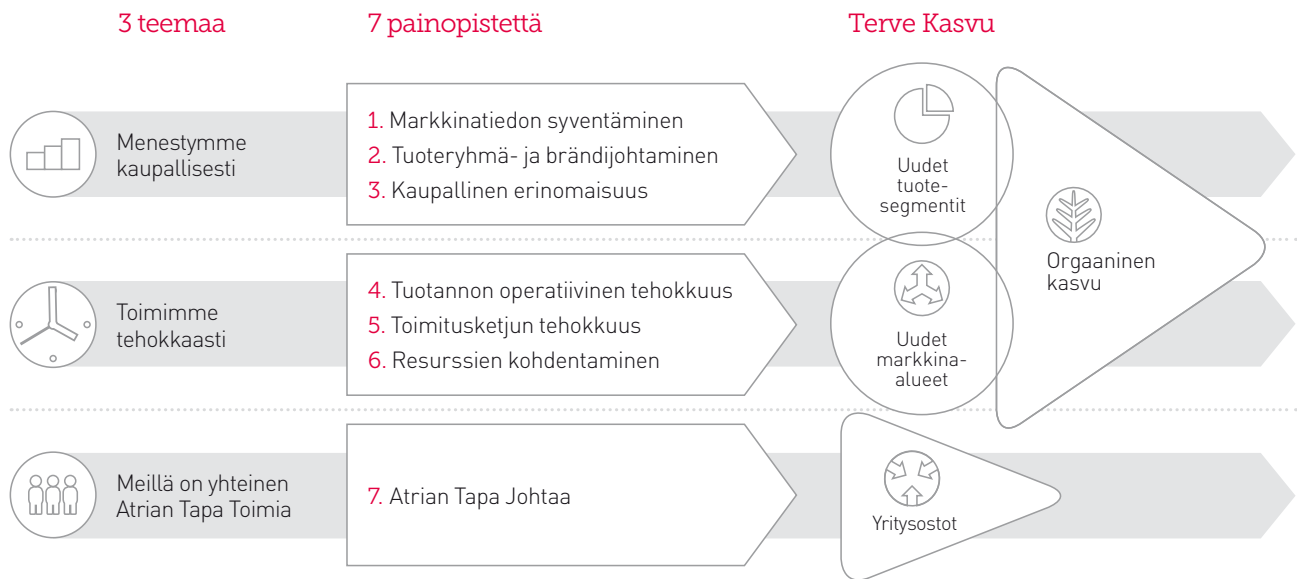 3 teemaa
7 painopistettä
Terve Kasvu
Menestymme
kaupallisesti
1. Markkinatiedon syventäminen
2. Tuoteryhmä- ja brändijohtaminen
3. Kaupallinen erinomaisuus
Uudet
tuote-
segmentit
Orgaaninen
kasvu
Toimimme
tehokkaasti
4. Tuotannon operatiivinen tehokkuus
5. Toimitusketjun tehokkuus
6. Resurssien kohdentaminen
Uudet
markkina-
alueet
Meillä on yhteinen
Atrian Tapa Toimia
7. Atrian Tapa Johtaa
Yritysostot